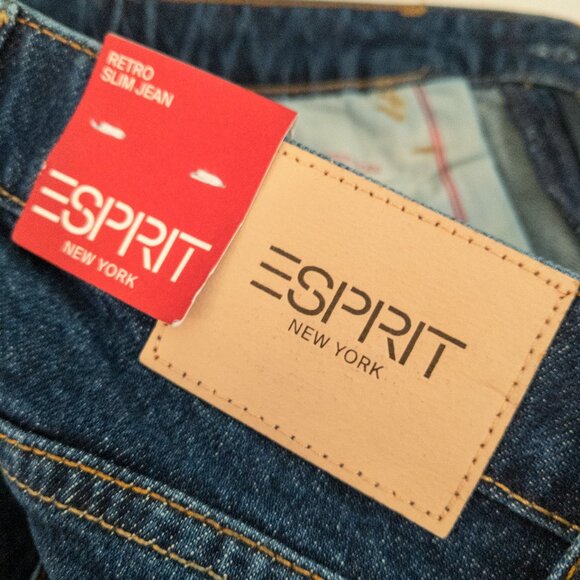 RETRO
SLIM JEAN
ESPRIT
NEW YORK
ESPRIT
NEW YORK